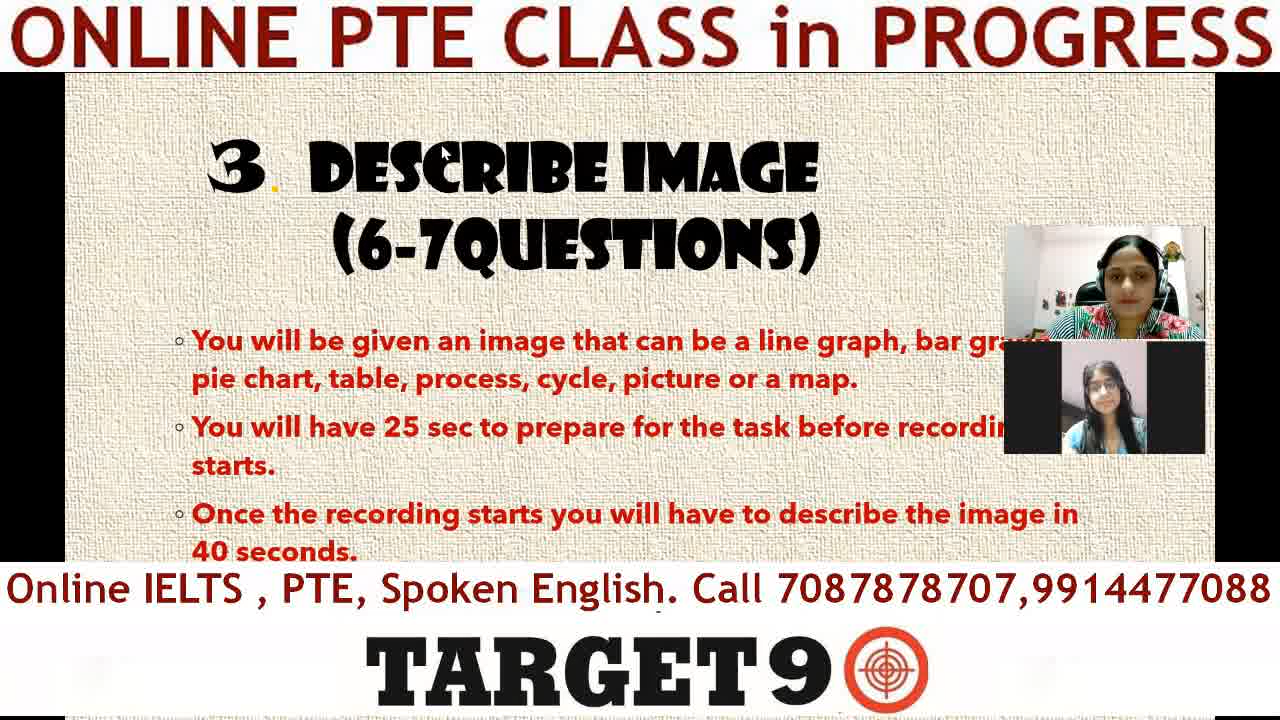 ONLINE PTE CLASS in PROGRESS
3. DESCRIBE IMAGE
(6-7QUESTIONS)
You will be given an image that can be a line graph, bar
pie chart, table, process, cycle, picture or a map.
You will have 25 sec to prepare for the task before
starts.
Once the recording starts you will have to describe the image in
40 seconds.
Online IELTS , PTE, Spoken English. Call 7087878707,9914477088
TARGET 9